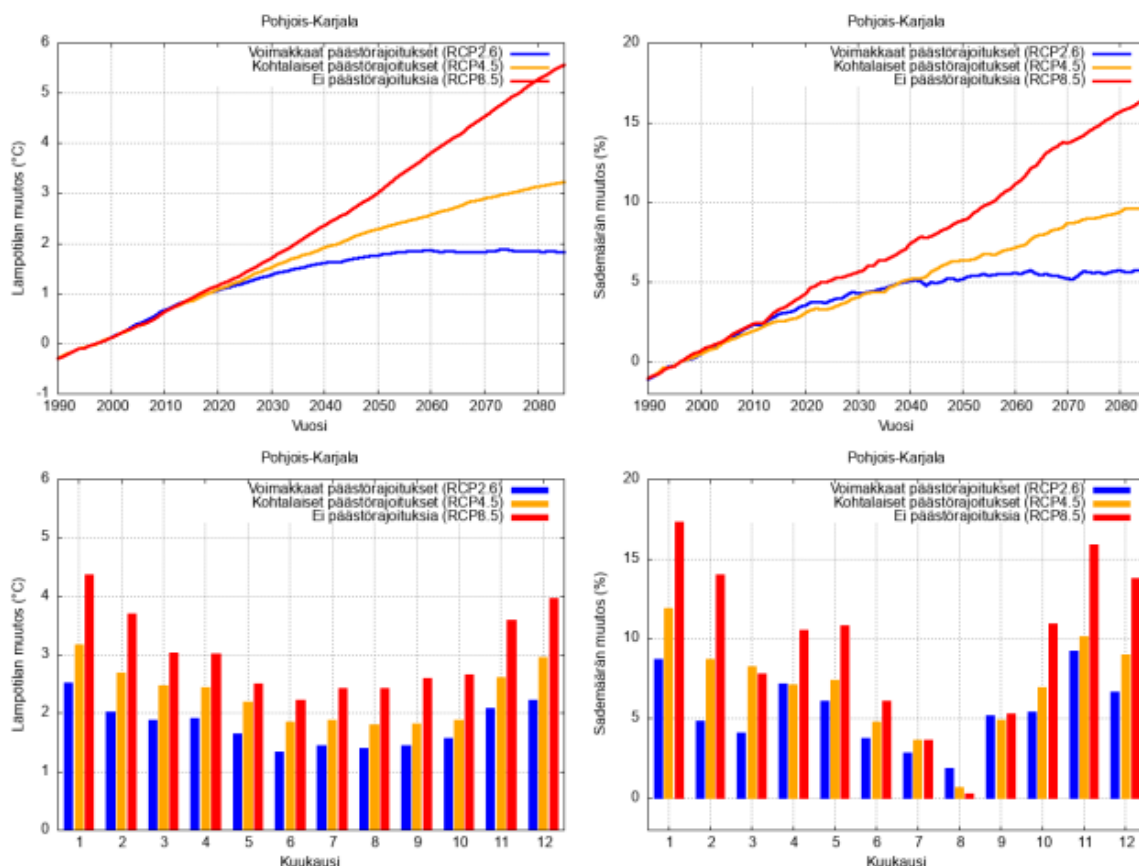 Pohjois-Karjala
6
5
4
3
2
1
0
-1
Lämpötilan muutos (°C)
Voimakkaat päästörajoitukset (RCP2.6)
Kohtalaiset päästörajoitukset (RCP4.5)
Ei päästörajoituksia (RCP8.5)
1990 2000 2010 2020 2030 2040 2050 2060 2070 2080
Vuosi
Pohjois-Karjala
20
15
10
5
0
Sademäärän muutos (%)
Voimakkaat päästörajoitukset (RCP2.6)
Kohtalaiset päästörajoitukset (RCP4.5)
Ei päästörajoituksia (RCP8.5)
1990 2000 2010 2020 2030 2040 2050 2060 2070 2080
Vuosi
Pohjois-Karjala
6
5
4
3
2
1
0
Lämpötilan muutos (°C)
Voimakkaat päästörajoitukset (RCP2.6)
Kohtalaiset päästörajoitukset (RCP4.5)
Ei päästörajoituksia (RCP8.5)
1 2 3 4 5 6 7 8 9 10 11 12
Kuukausi
Pohjois-Karjala
20
15
10
5
0
Sademäärän muutos (%)
Voimakkaat päästörajoitukset (RCP2.6)
Kohtalaiset päästörajoitukset (RCP4.5)
Ei päästörajoituksia (RCP8.5)
1 2 3 4 5 6 7 8 9 10 11 12
Kuukausi